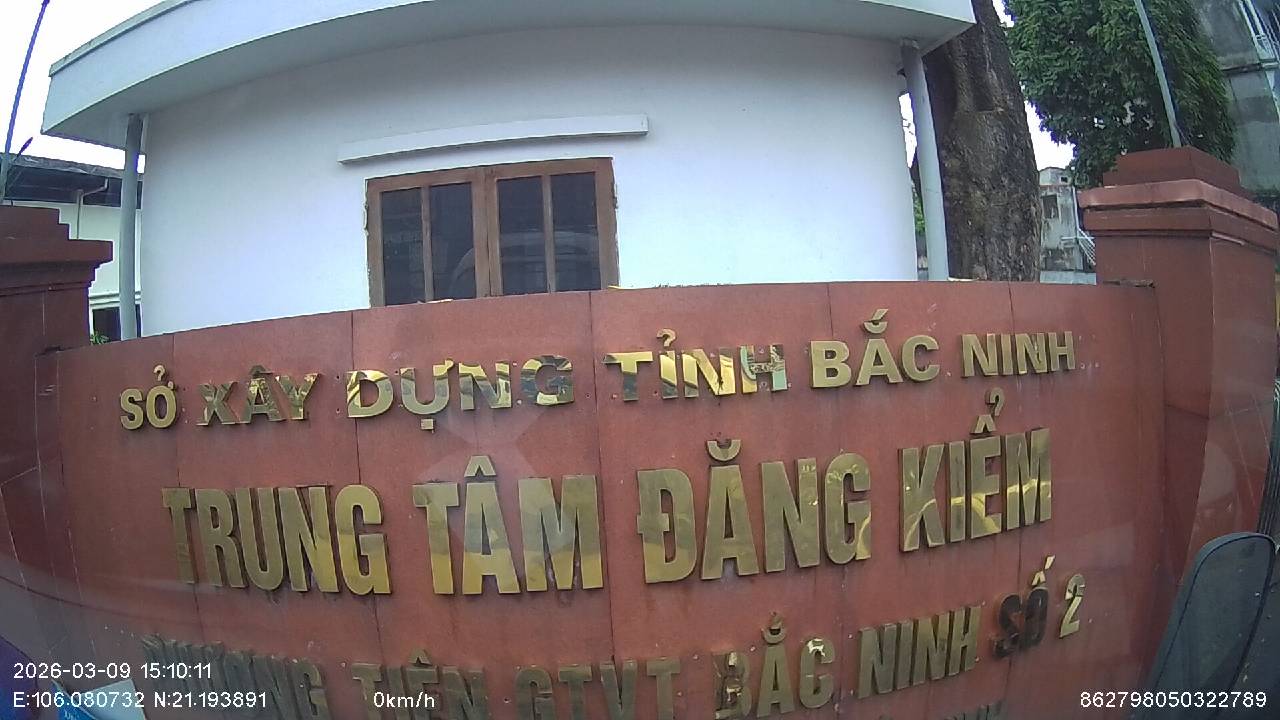 SỞ XÂY DỰNG TỈNH BẮC NINH
TRUNG TÂM ĐĂNG KIỂM
PHƯƠNG TIỆN GTVT BẮC NINH SỐ 2
2026-03-09 15:10:11
E:106.080732 N:21.193891 0km/h 862798050322789